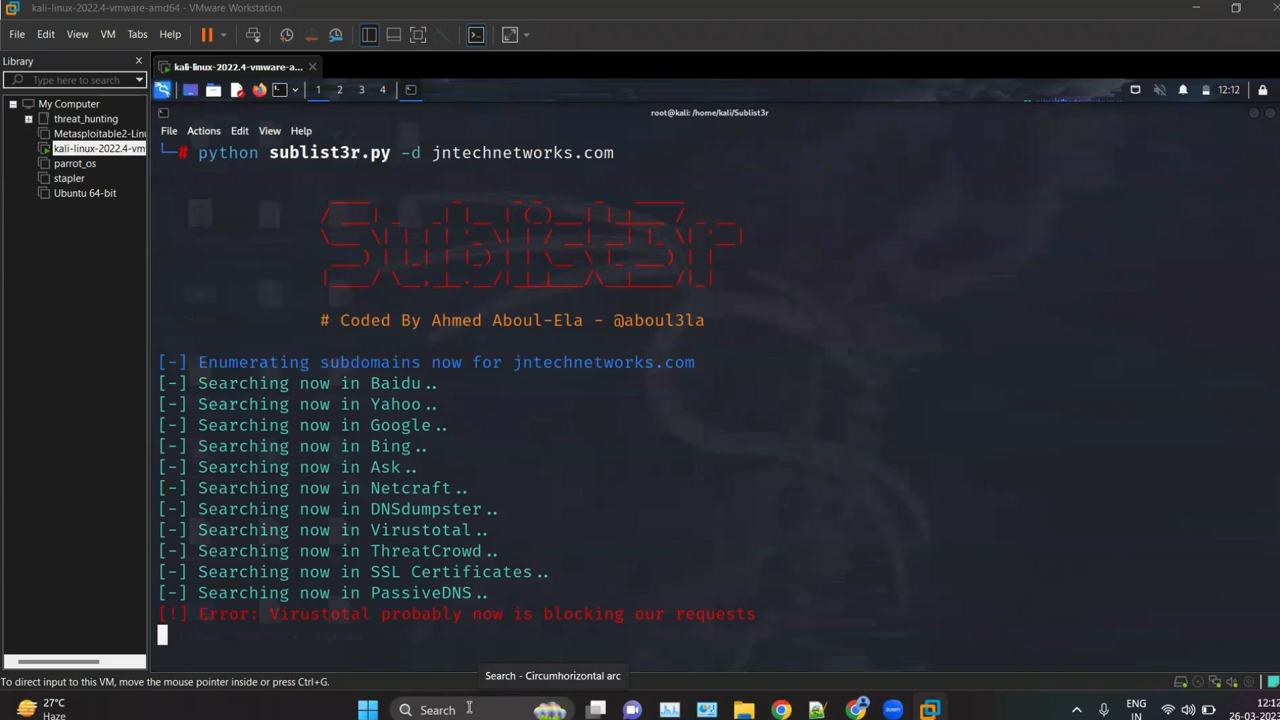 kali-linux-2022.4-vmware-amd64 - VMware Workstation
File Edit View VM Tabs Help
Library
Type here to search
My Computer
threat_hunting
Metasploitable2-Linu
kali-linux-2022.4-vm
parrot_os
stapler
Ubuntu 64-bit
kali-linux-2022.4-vmware-a...
1 2 3 4
12:12
root@kali: /home/kali/Sublist3r
File Actions Edit View Help
# python sublist3r.py -d jntechnetworks.com
Sublist3r
# Coded By Ahmed Aboul-Ela - @aboul3la
[-] Enumerating subdomains now for jntechnetworks.com
[-] Searching now in Baidu..
[-] Searching now in Yahoo..
[-] Searching now in Google..
[-] Searching now in Bing..
[-] Searching now in Ask..
[-] Searching now in Netcraft..
[-] Searching now in DNSdumpster..
[-] Searching now in Virustotal..
[-] Searching now in ThreatCrowd..
[-] Searching now in SSL Certificates..
[-] Searching now in PassiveDNS..
[!] Error: Virustotal probably now is blocking our requests
Search - Circumhorizontal arc
To direct input to this VM, move the mouse pointer inside or press Ctrl+G.
27°C
Haze
Search
ENG
IN
12:12
26-03-2023